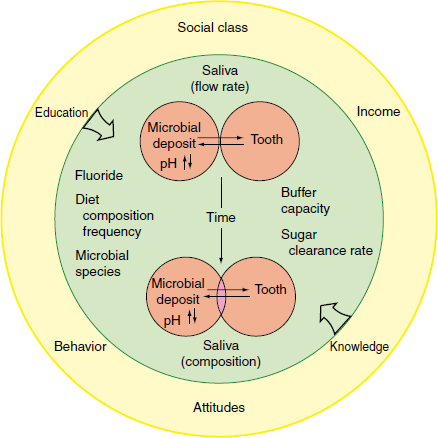 Social class
Saliva
(flow rate)
Education
Income
Microbial
deposit
pH
Tooth
Fluoride
Diet
composition
frequency
Microbial
species
Time
Buffer
capacity
Sugar
clearance rate
Microbial
deposit
pH
Tooth
Saliva
(composition)
Behavior
Knowledge
Attitudes